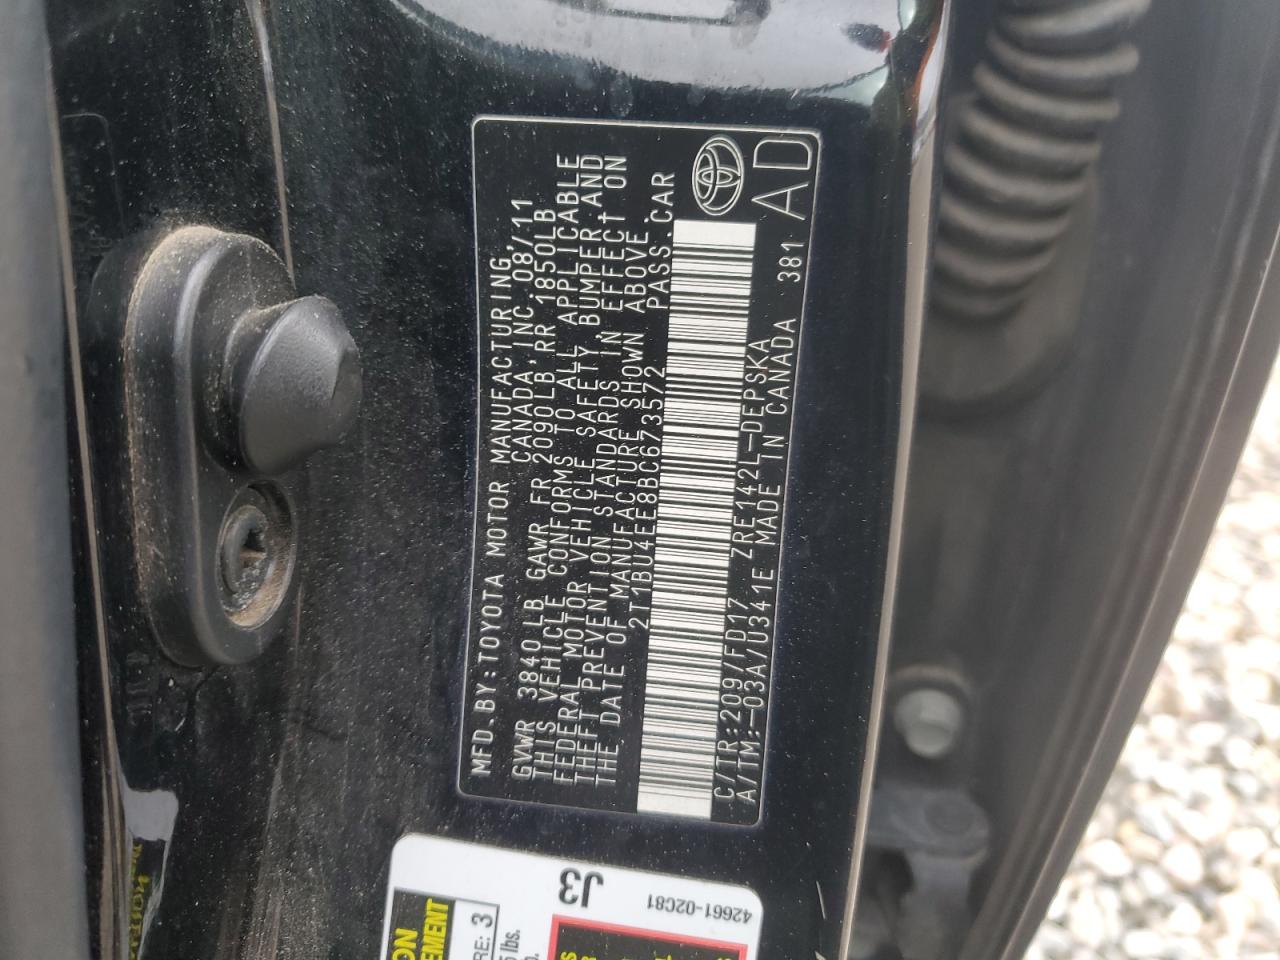 MFD.BY:TOYOTA MOTOR MANUFACTURING,
CANADA,INC.08/11
GVWR 3840LB GAWR FR 2090LB,RR 1850LB
THIS VEHICLE CONFORMS TO ALL APPLICABLE
FEDERAL MOTOR VEHICLE SAFETY,BUMPER,AND
THEFT PREVENTION STANDARDS IN EFFECT ON
THE DATE OF MANUFACTURE SHOWN ABOVE.
2T1BU4EE8BC673572 PASS.CAR
C/TR:209/FD17 ZRE142L-DEPSKA
A/TM:-03A/U341E MADE IN CANADA 381
AD
J3
42661-02C81